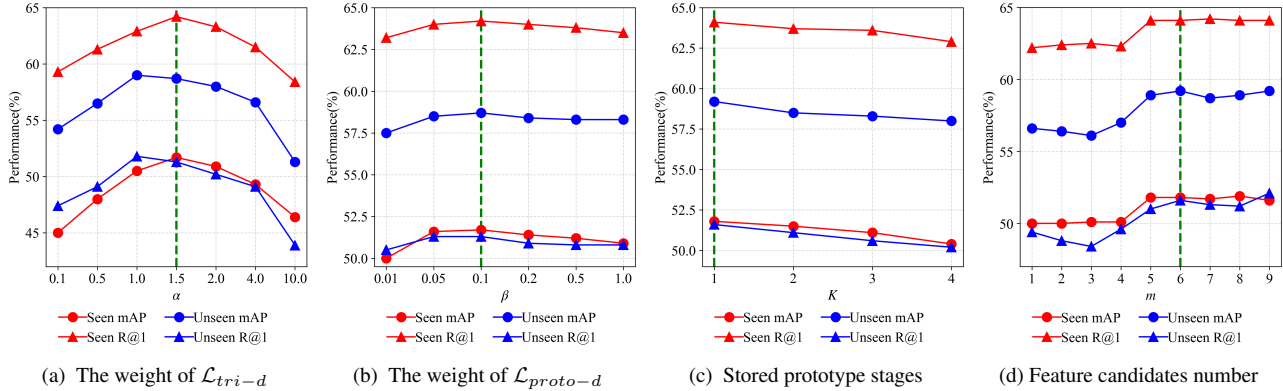 65
60
55
50
45
Performance(%)
0.1 0.5 1.0 1.5 2.0 4.0 10.0
α
Seen mAP Unseen mAP
Seen R@1 Unseen R@1
(a) The weight of L_{tri-d}
65.0
62.5
60.0
57.5
55.0
52.5
50.0
Performance(%)
0.01 0.05 0.1 0.2 0.5 1.0
β
Seen mAP Unseen mAP
Seen R@1 Unseen R@1
(b) The weight of L_{proto-d}
65.0
62.5
60.0
57.5
55.0
52.5
50.0
Performance(%)
1 2 3 4
K
Seen mAP Unseen mAP
Seen R@1 Unseen R@1
(c) Stored prototype stages
65
60
55
50
Performance(%)
1 2 3 4 5 6 7 8 9
m
Seen mAP Unseen mAP
Seen R@1 Unseen R@1
(d) Feature candidates number